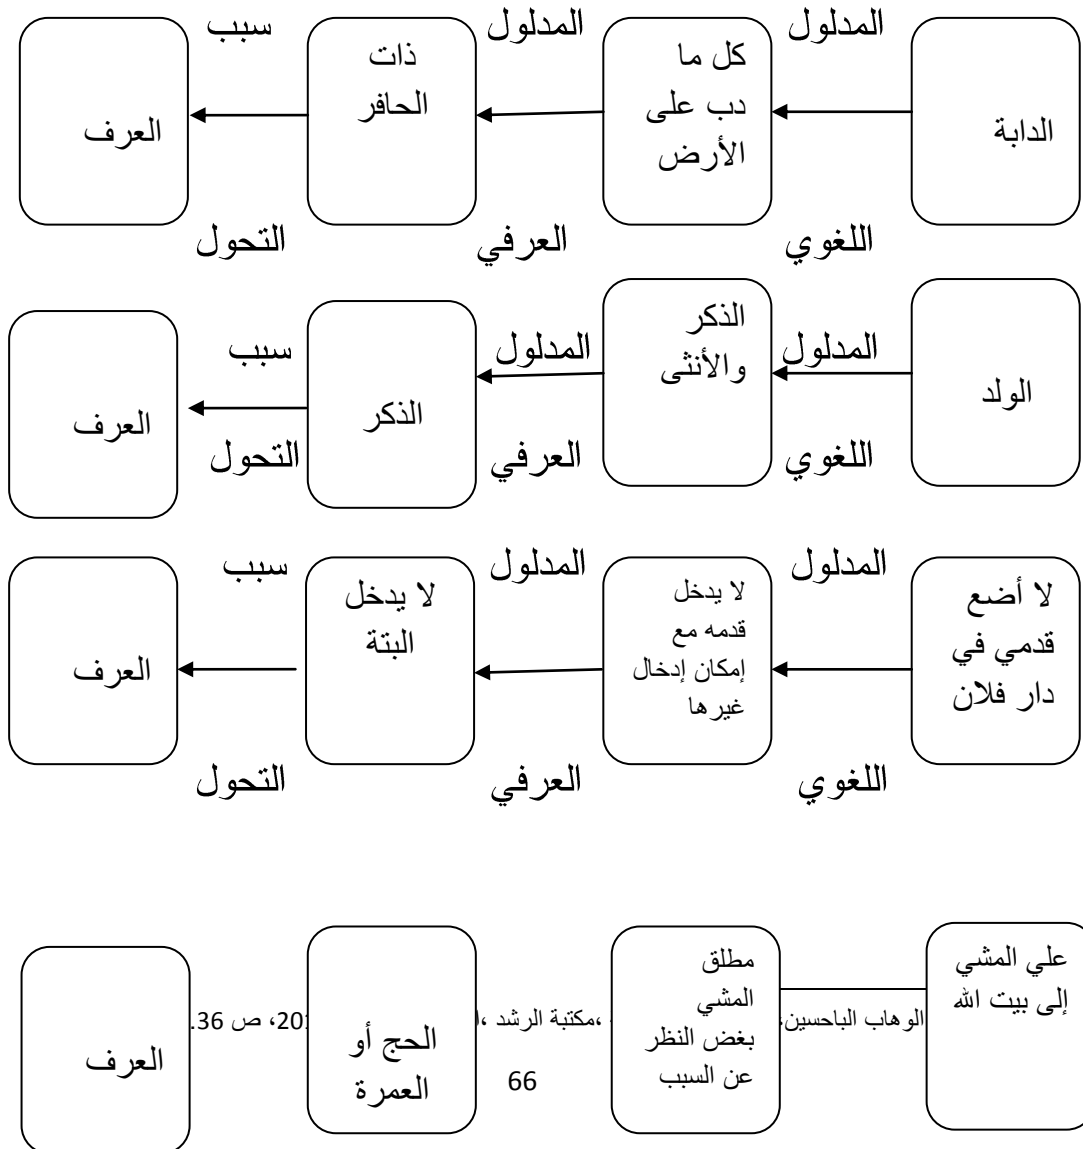 المدلول
المدلول
سبب
الدابة
كل ما
دب على
الأرض
ذات
الحافر
العرف
اللغوي
العرفي
التحول
المدلول
المدلول
سبب
الولد
الذكر
والأنثى
الذكر
العرف
اللغوي
العرفي
التحول
المدلول
المدلول
سبب
لا أضع
قدمي في
دار فلان
لا يدخل
قدمه مع
إمكان إدخال
غيرها
لا يدخل
البتة
العرف
اللغوي
العرفي
التحول
علي المشي
إلى بيت الله
مطلق
المشي
بغض النظر
عن السبب
الحج أو
العمرة
العرف
الوهاب الباحسين، ،مكتبة الرشد ، ص 36.
66